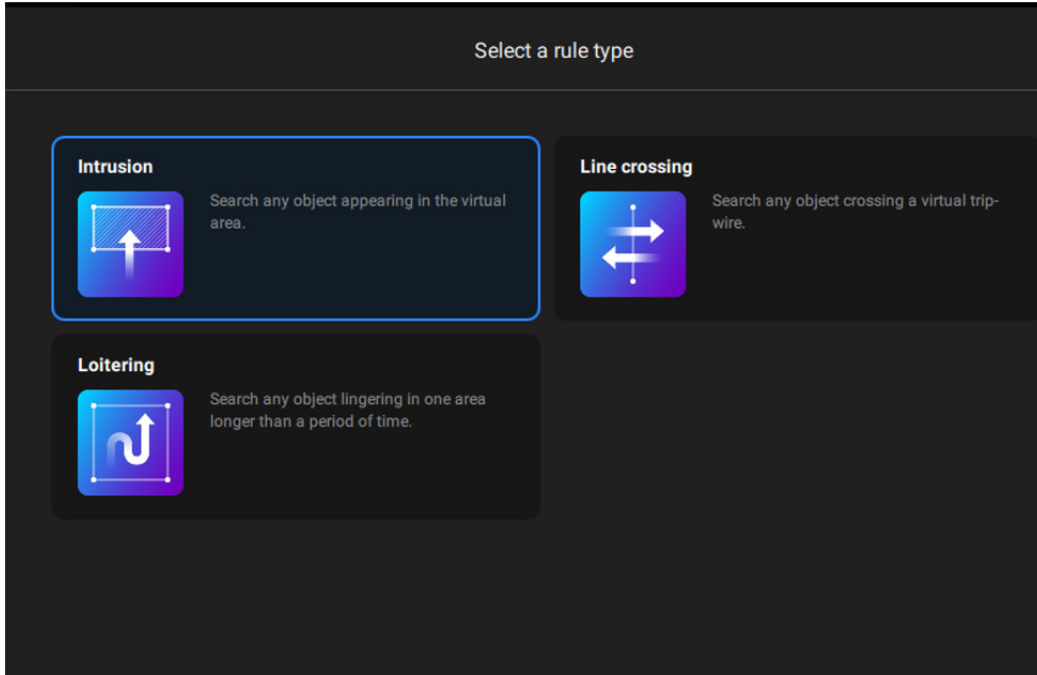 Select a rule type
Intrusion
Search any object appearing in the virtual
area.
Line crossing
Search any object crossing a virtual trip-
wire.
Loitering
Search any object lingering in one area
longer than a period of time.